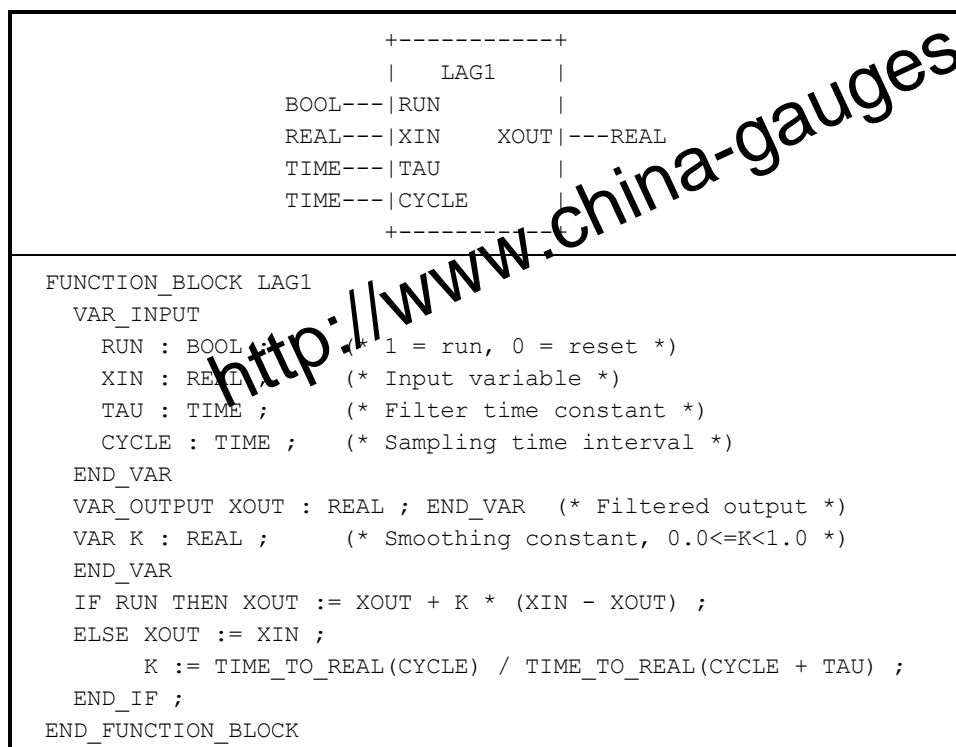 +-----------+
|   LAG1    |
BOOL---|RUN        |
REAL---|XIN    XOUT|---REAL
TIME---|TAU        |
TIME---|CYCLE      |
+-----------+
http://www.china-gauges
FUNCTION_BLOCK LAG1
VAR_INPUT
RUN : BOOL ; (* 1 = run, 0 = reset *)
XIN : REAL ; (* Input variable *)
TAU : TIME ; (* Filter time constant *)
CYCLE : TIME ; (* Sampling time interval *)
END_VAR
VAR_OUTPUT XOUT : REAL ; END_VAR (* Filtered output *)
VAR K : REAL ; (* Smoothing constant, 0.0<=K<1.0 *)
END_VAR
IF RUN THEN XOUT := XOUT + K * (XIN - XOUT) ;
ELSE XOUT := XIN ;
K := TIME_TO_REAL(CYCLE) / TIME_TO_REAL(CYCLE + TAU) ;
END_IF ;
END_FUNCTION_BLOCK